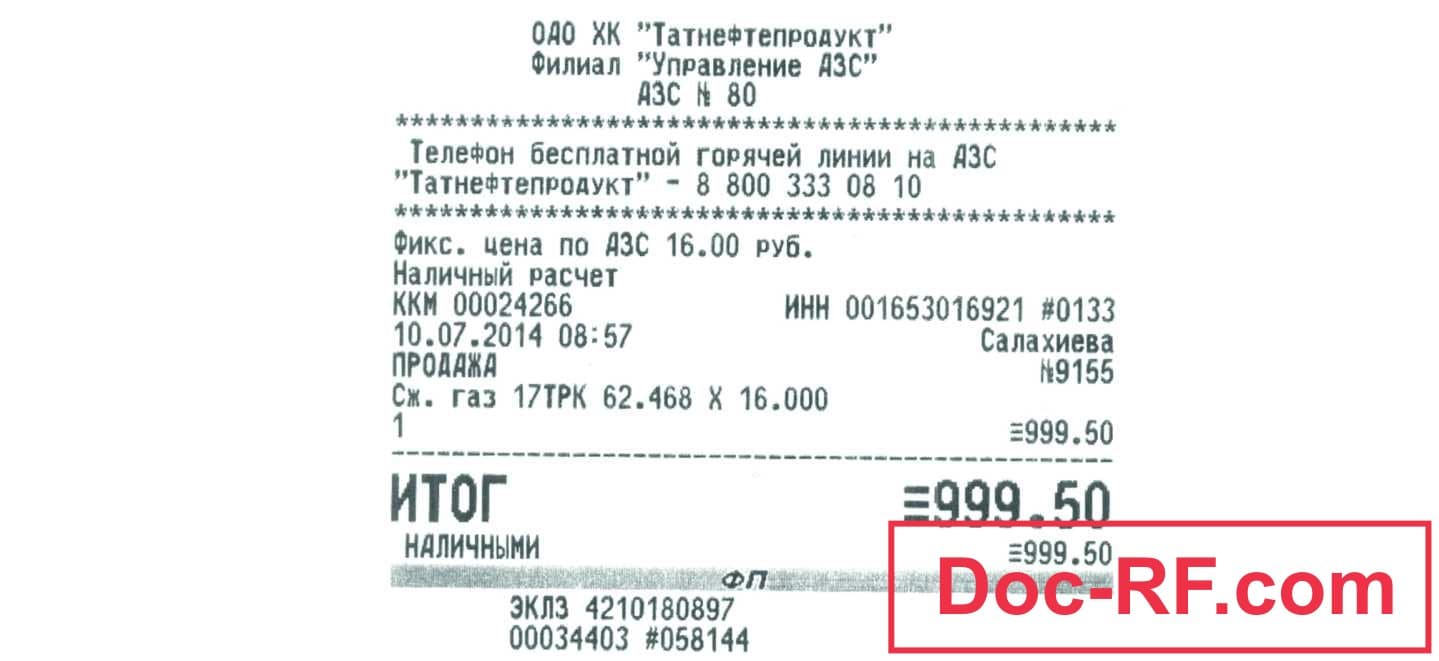 ОАО ХК "Татнефтепродукт"
Филиал "Управление АЗС"
АЗС № 80
************************************************
Телефон бесплатной горячей линии на АЗС
"Татнефтепродукт" - 8 800 333 08 10
************************************************
Фикс. цена по АЗС 16.00 руб.
Наличный расчет
ККМ 00024266 ИНН 001653016921 #0133
10.07.2014 08:57 Салахиева
ПРОДАЖА №9155
Сж. газ 17ТРК 62.468 X 16.000
1 ≡999.50
------------------------------------------------
ИТОГ ≡999.50
НАЛИЧНЫМИ ≡999.50
ФП
ЭКЛЗ 4210180897
00034403 #058144
Doc-RF.com